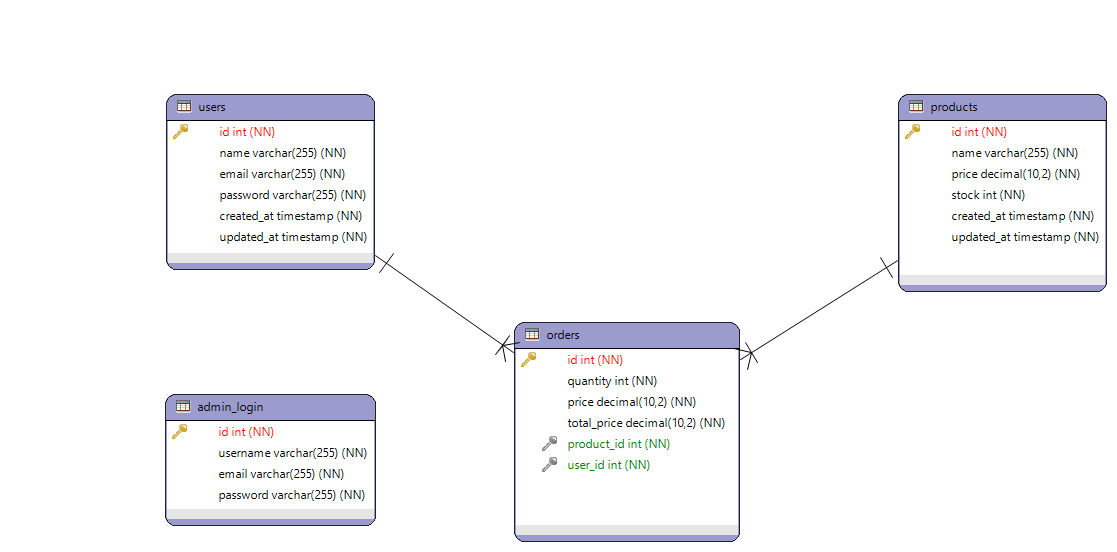 users
id int (NN)
name varchar(255) (NN)
email varchar(255) (NN)
password varchar(255) (NN)
created_at timestamp (NN)
updated_at timestamp (NN)
products
id int (NN)
name varchar(255) (NN)
price decimal(10,2) (NN)
stock int (NN)
created_at timestamp (NN)
updated_at timestamp (NN)
orders
id int (NN)
quantity int (NN)
price decimal(10,2) (NN)
total_price decimal(10,2) (NN)
product_id int (NN)
user_id int (NN)
admin_login
id int (NN)
username varchar(255) (NN)
email varchar(255) (NN)
password varchar(255) (NN)